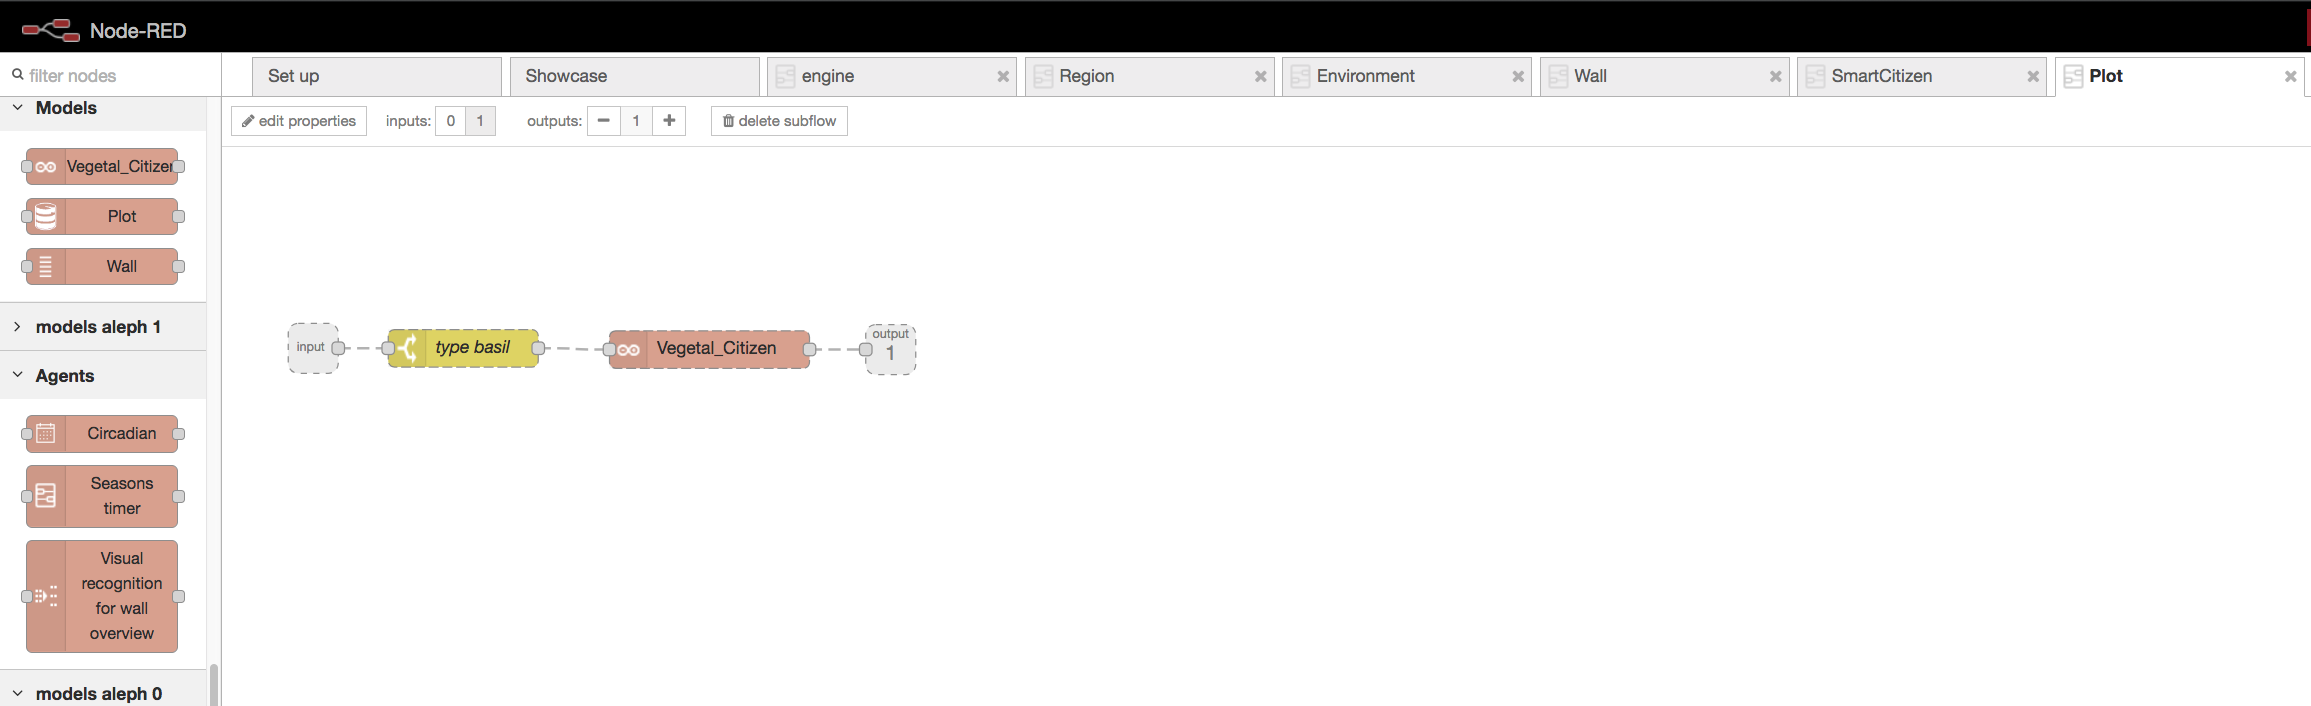 Node-RED
filter nodes
Set up
Showcase
engine
Region
Environment
Wall
SmartCitizen
Plot
edit properties
inputs: 0 1
outputs: 1
delete subflow
Models
Vegetal_Citizen
Plot
Wall
models aleph 1
Agents
Circadian
Seasons
timer
Visual
recognition
for wall
overview
models aleph 0
input
type basil
Vegetal_Citizen
output
1